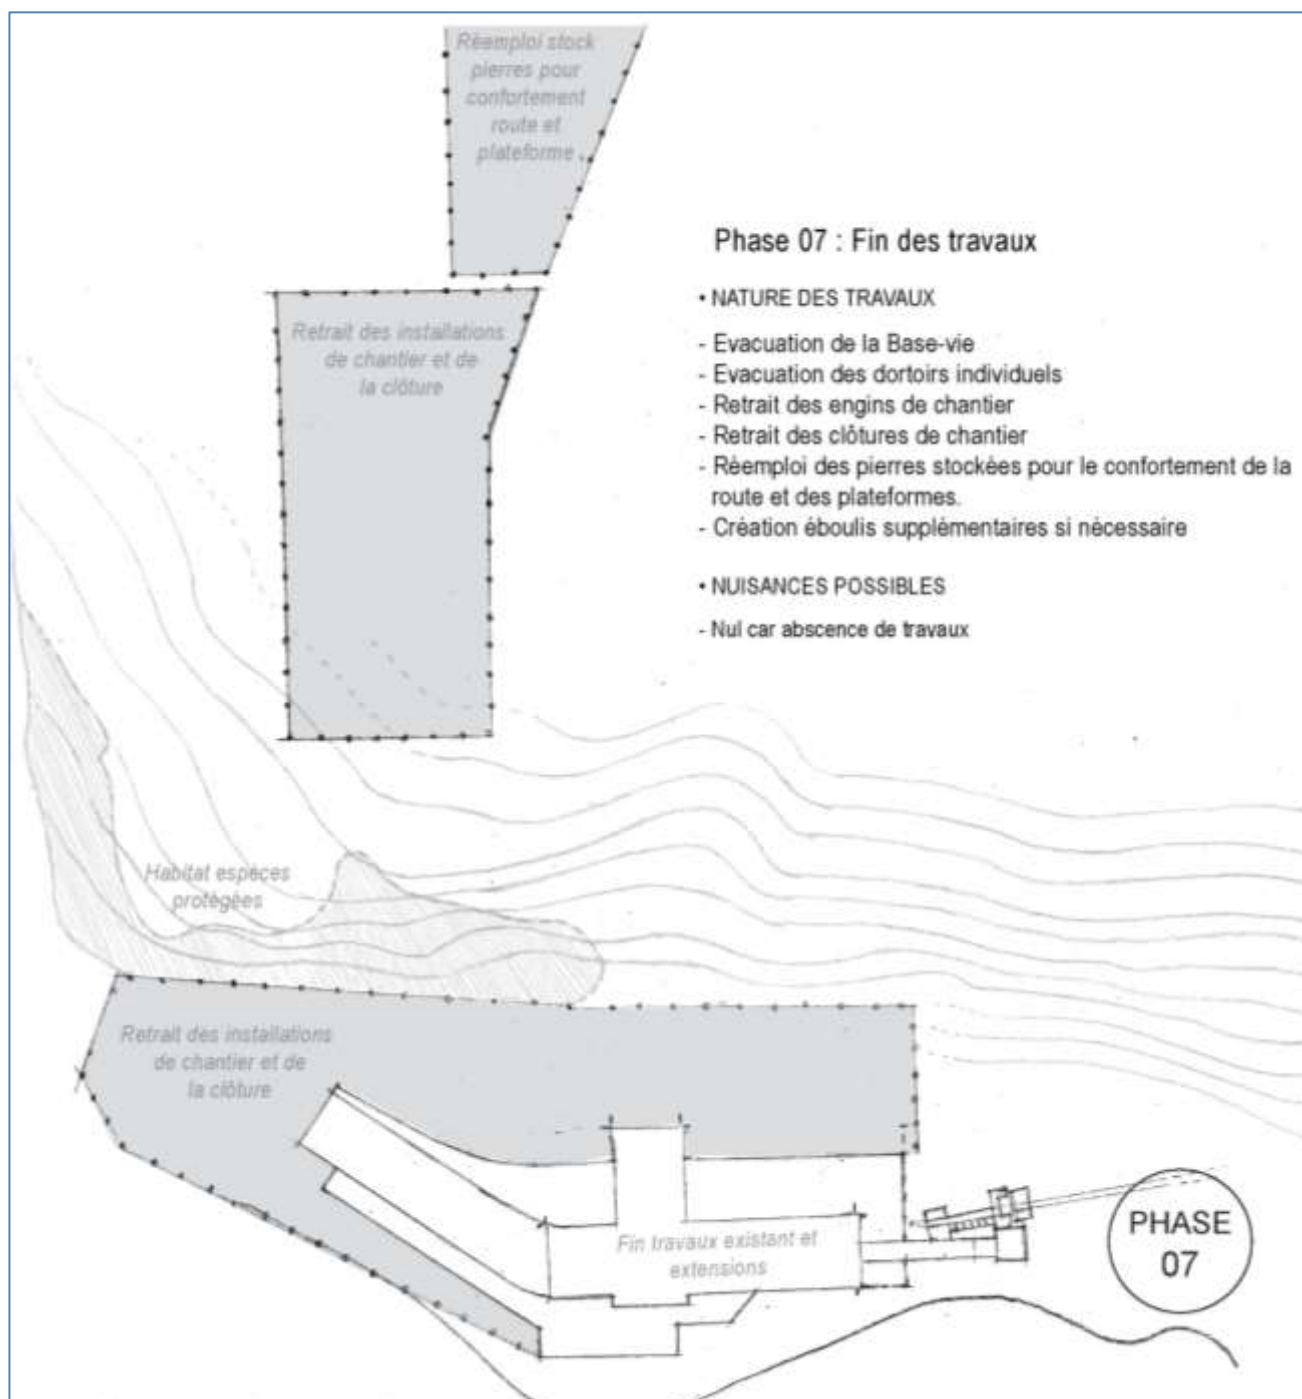 Réemploi stock
pierres pour
confortement
route et
plateforme
Phase 07 : Fin des travaux
• NATURE DES TRAVAUX
- Evacuation de la Base-vie
- Evacuation des dortoirs individuels
- Retrait des engins de chantier
- Retrait des clôtures de chantier
- Réemploi des pierres stockées pour le confortement de la
route et des plateformes.
- Création éboulis supplémentaires si nécessaire
• NUISANCES POSSIBLES
- Nul car abscence de travaux
Retrait des installations
de chantier et de
la clôture
Habitat espèces
protégées
Retrait des installations
de chantier et de
la clôture
Fin travaux existant et
extensions
PHASE
07